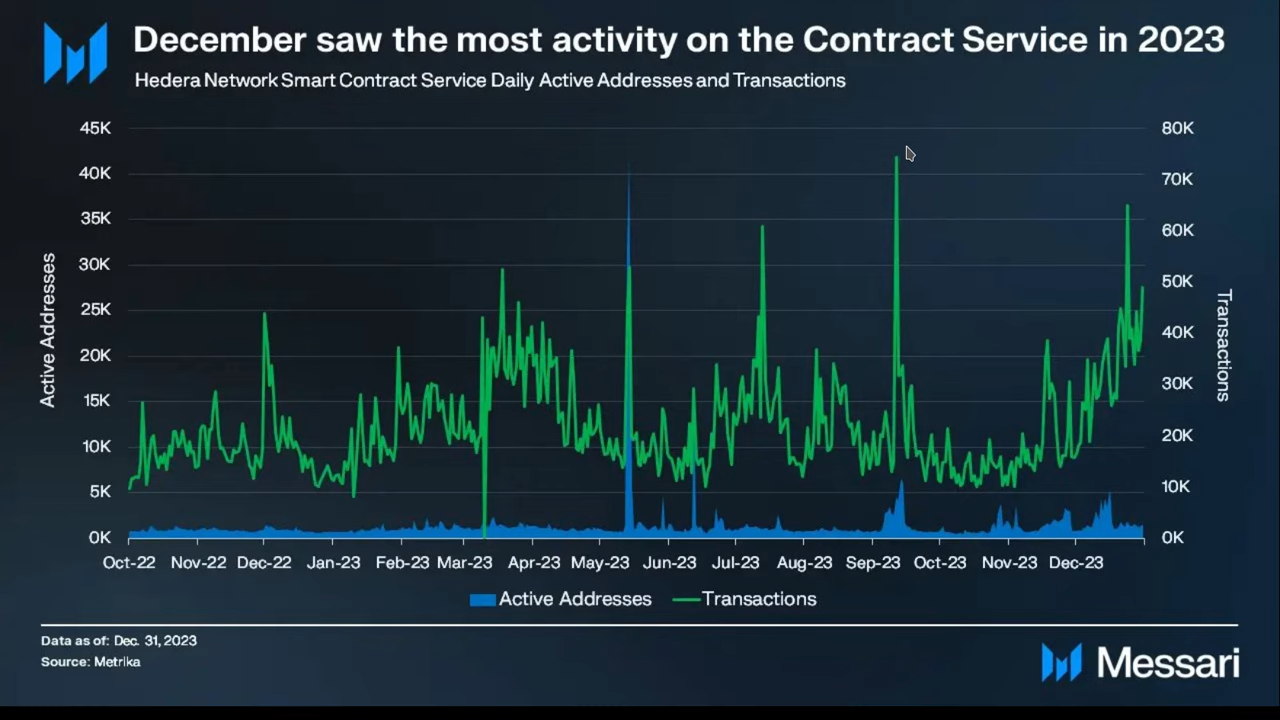 December saw the most activity on the Contract Service in 2023
Hedera Network Smart Contract Service Daily Active Addresses and Transactions
45K
40K
35K
30K
25K
20K
15K
10K
5K
0K
Active Addresses
80K
70K
60K
50K
40K
30K
20K
10K
0K
Transactions
Oct-22 Nov-22 Dec-22 Jan-23 Feb-23 Mar-23 Apr-23 May-23 Jun-23 Jul-23 Aug-23 Sep-23 Oct-23 Nov-23 Dec-23
Active Addresses Transactions
Data as of: Dec. 31, 2023
Source: Metrika
Messari